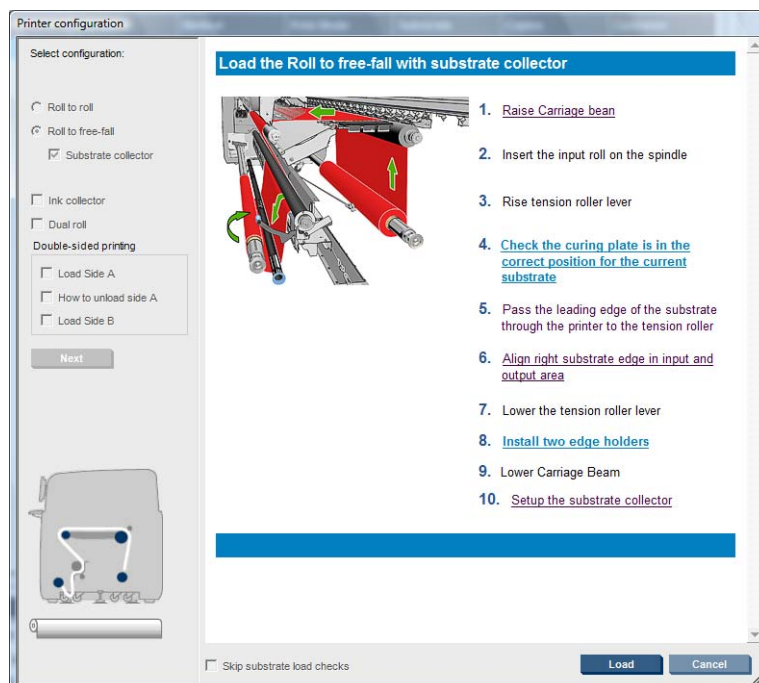 Printer configuration
Select configuration:
Roll to roll
Roll to free-fall
Substrate collector
Ink collector
Dual roll
Double-sided printing
Load Side A
How to unload side A
Load Side B
Next
Load the Roll to free-fall with substrate collector
1. Raise Carriage bean
2. Insert the input roll on the spindle
3. Rise tension roller lever
4. Check the curing plate is in the
correct position for the current
substrate
5. Pass the leading edge of the substrate
through the printer to the tension roller
6. Align right substrate edge in input and
output area
7. Lower the tension roller lever
8. Install two edge holders
9. Lower Carriage Beam
10. Setup the substrate collector
Skip substrate load checks
Load
Cancel